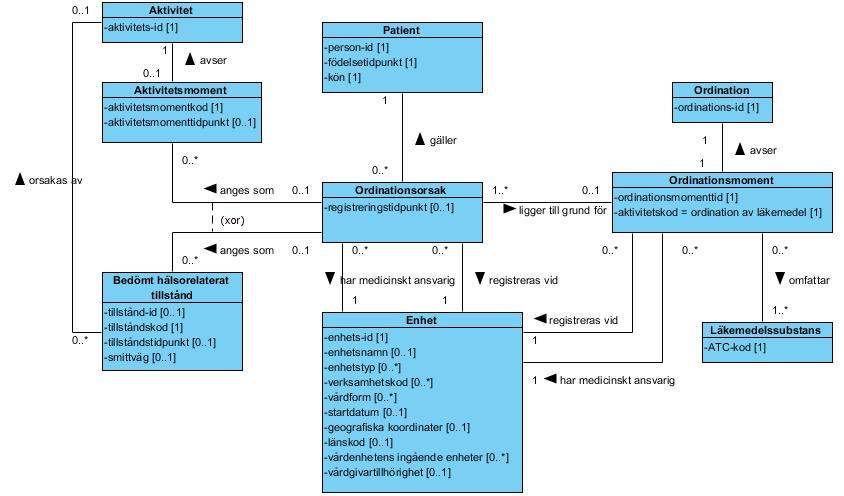 0..1
Aktivitet
-aktivitets-id [1]
1
avser
0..1
Aktivitetsmoment
-aktivitetsmomentkod [1]
-aktivitetsmomenttidpunkt [0..1]
0..*
orsakas av
Patient
-person-id [1]
-födelsetidpunkt [1]
-kön [1]
1
gäller
0..*
Ordination
-ordinations-id [1]
1
avser
1
Ordinationsmoment
-ordinationsmomenttid [1]
-aktivitetskod = ordination av läkemedel [1]
anges som
0..1
Ordinationsorsak
-registreringstidpunkt [0..1]
1..*
0..1
ligger till grund för
(xor)
anges som
0..1
0..*
Bedömt hälsorelaterat
tillstånd
-tillstånd-id [0..1]
-tillståndskod [1]
-tillståndstidpunkt [0..*]
-smittväg [0..1]
0..*
0..*
0..*
har medicinskt ansvarig
registreras vid
1
1
0..*
0..*
0..*
omfattar
1..*
Läkemedelssubstans
-ATC-kod [1]
registreras vid
1
1
har medicinskt ansvarig
Enhet
-enhets-id [1]
-enhetsnamn [0..1]
-enhetstyp [0..*]
-verksamhetskod [0..*]
-vårdform [0..*]
-startdatum [0..1]
-geografiska koordinater [0..1]
-länskod [0..1]
-vårdenhetens ingående enheter [0..*]
-vårdgivartillhörighet [0..1]